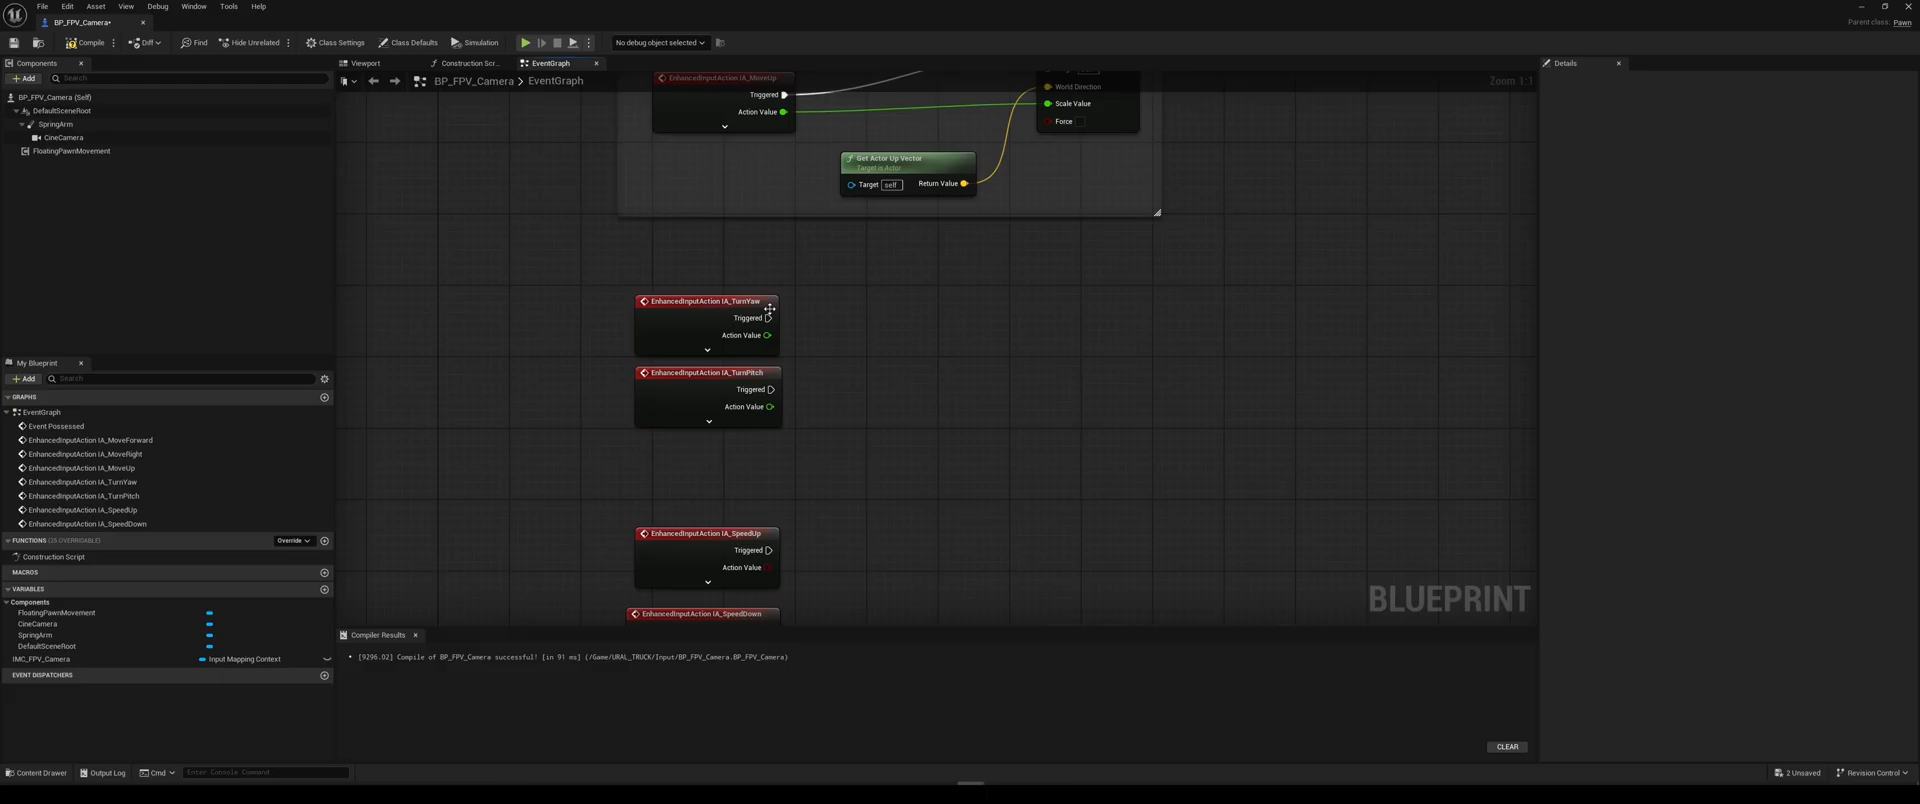 File Edit Asset View Debug Window Tools Help
BP_FPV_Camera•
Parent class: Pawn
Compile Diff Find Hide Unrelated Class Settings Class Defaults Simulation No debug object selected
Components
Add Search
BP_FPV_Camera (Self)
DefaultSceneRoot
SpringArm
CineCamera
FloatingPawnMovement
Viewport Construction Scr... EventGraph
BP_FPV_Camera > EventGraph
Zoom 1:1
EnhancedInputAction IA_MoveUp
Triggered
Action Value
World Direction
Scale Value
Force
Get Actor Up Vector
Target is Actor
Target self Return Value
EnhancedInputAction IA_TurnYaw
Triggered
Action Value
EnhancedInputAction IA_TurnPitch
Triggered
Action Value
EnhancedInputAction IA_SpeedUp
Triggered
Action Value
EnhancedInputAction IA_SpeedDown
BLUEPRINT
Details
My Blueprint
Add Search
GRAPHS
EventGraph
Event Possessed
EnhancedInputAction IA_MoveForward
EnhancedInputAction IA_MoveRight
EnhancedInputAction IA_MoveUp
EnhancedInputAction IA_TurnYaw
EnhancedInputAction IA_TurnPitch
EnhancedInputAction IA_SpeedUp
EnhancedInputAction IA_SpeedDown
FUNCTIONS (25 OVERRIDABLE) Override
Construction Script
MACROS
VARIABLES
Components
FloatingPawnMovement
CineCamera
SpringArm
DefaultSceneRoot
IMC_FPV_Camera Input Mapping Context
EVENT DISPATCHERS
Compiler Results
[9296.02] Compile of BP_FPV_Camera successful! [in 91 ms] (/Game/URAL_TRUCK/Input/BP_FPV_Camera.BP_FPV_Camera)
CLEAR
Content Drawer Output Log Cmd Enter Console Command
2 Unsaved Revision Control